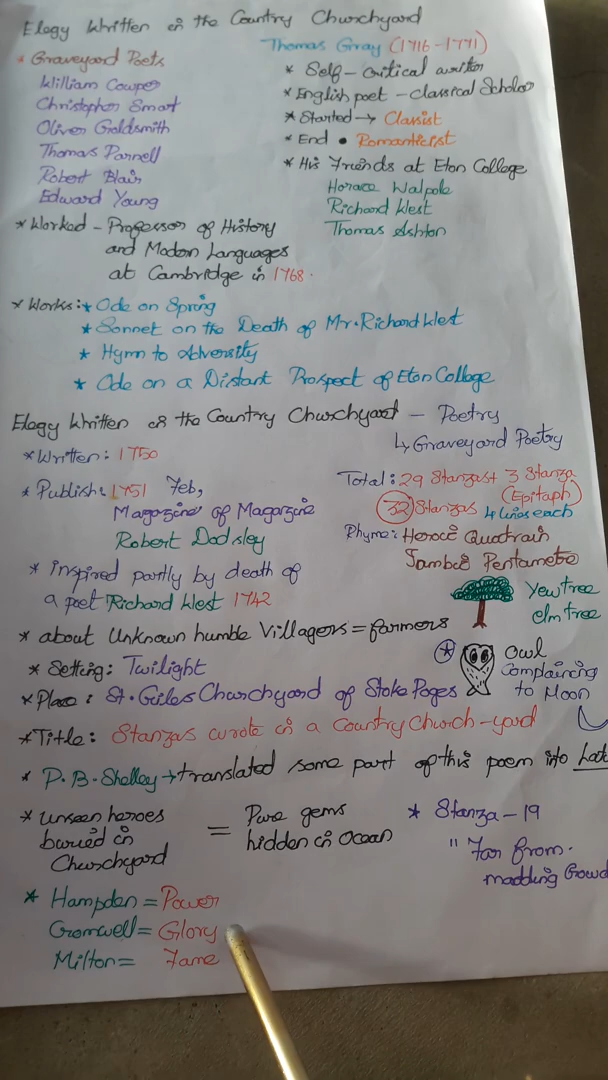 Elegy Written in the Country Churchyard
* Graveyard Poets
William Cowper
Christopher Smart
Oliver Goldsmith
Thomas Parnell
Robert Blair
Edward Young
Thomas Gray (1716-1771)
* Self-critical writer
* English poet - classical Scholar
* Started → Classist
* End • Romanticist
* His Friends at Eton College
Horace Walpole
Richard West
Thomas Ashton
* Worked - Professor of History
and Modern Languages
at Cambridge in 1768.
* Works: * Ode on Spring
* Sonnet on the Death of Mr. Richard West
* Hymn to Adversity
* Ode on a Distant Prospect of Eton College
Elegy Written in the Country Churchyard - Poetry
↳ Graveyard Poetry
* Written: 1750
* Publish: 1751 Feb,
Magazine of Magazine
Robert Dodsley
Total: 29 Stanzas + 3 Stanza
(Epitaph)
32 Stanzas 4 lines each
Rhyme: Heroic Quatrain
Iambic Pentametre
* inspired partly by death of
a poet Richard West 1742
Yew tree
elm tree
* about Unknown humble Villagers = farmers
* Setting: Twilight
* Owl
Complaining
to Moon
* Place: St. Giles Churchyard of Stoke Poges
* Title: Stanzas wrote in a Country Church-yard
* P.B. Shelley → translated some part of this poem into
* unseen heroes
buried in
Churchyard
= Pure gems
hidden in Ocean
* Stanza - 19
" Far from
madding Crowd
* Hampden = Power
Cromwell = Glory
Milton = Fame